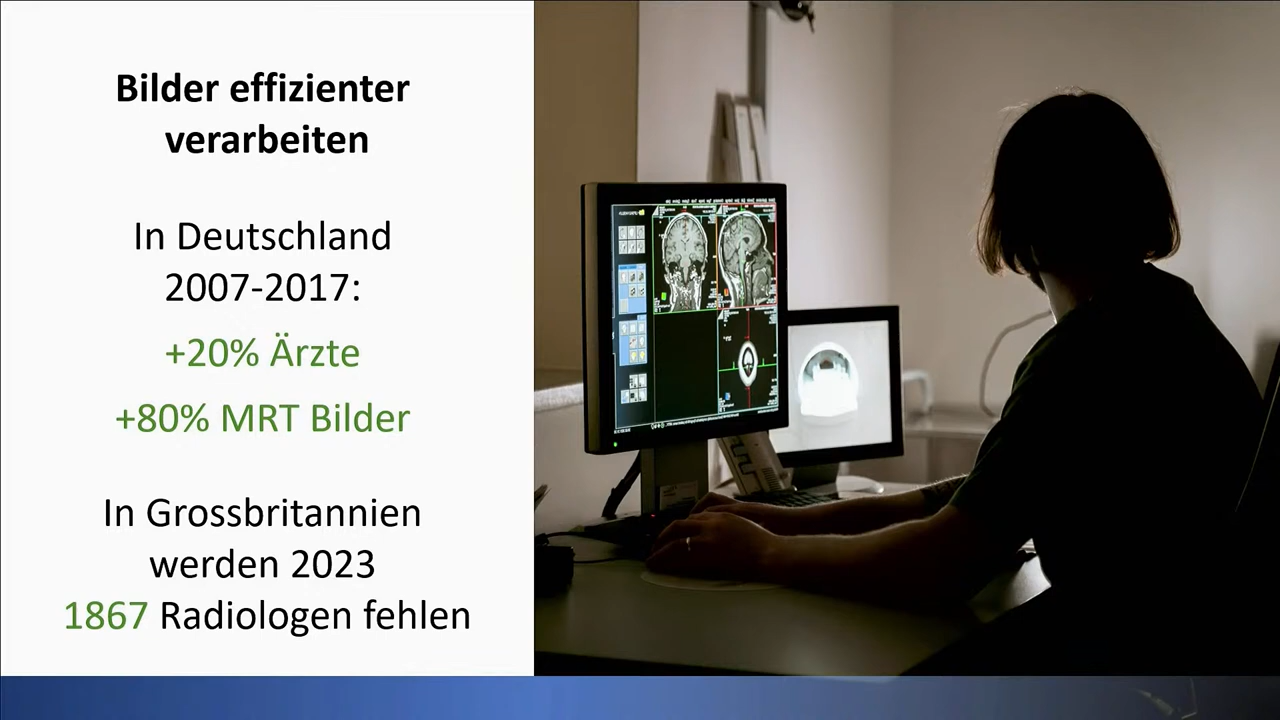 Bilder effizienter
verarbeiten
In Deutschland
2007-2017:
+20% Ärzte
+80% MRT Bilder
In Grossbritannien
werden 2023
1867 Radiologen fehlen